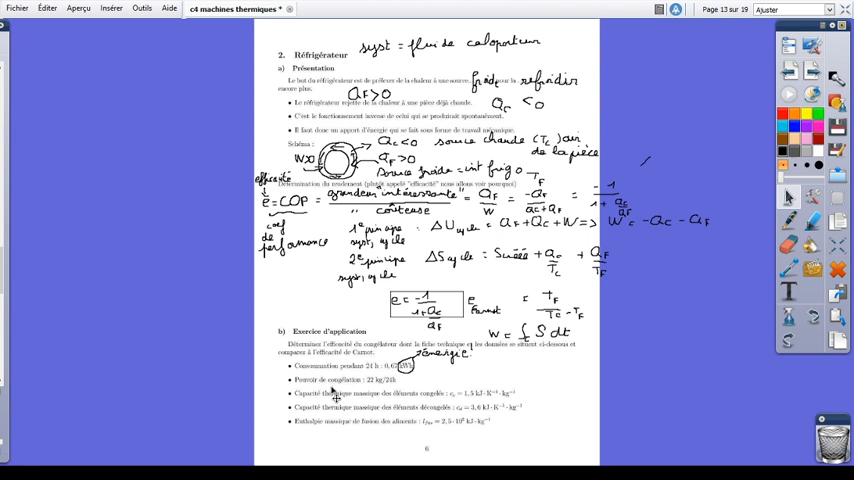 Fichier Éditer Aperçu Insérer Outils Aide
c4 machines thermiques *
Page 13 sur 19
Ajuster
syst = fluide caloporteur
2. Réfrigérateur
a) Présentation
Le but du réfrigérateur est de prélever de la chaleur à une source froide pour la refroidir
encore plus.
QF>0
• Le réfrigérateur rejette de la chaleur à une pièce déjà chaude.
Qc <0
• C'est le fonctionnement inverse de celui qui se produirait spontanément.
• Il faut donc un apport d'énergie qui se fait sous forme de travail mécanique.
Schéma :
Qc<0 source chaude (Tc) air de la pièce
W>0
QF>0
Source froide = int frigo TF
efficacité
Détermination du rendement (plutôt appelé "efficacité" nous allons voir pourquoi)
e = COP = grandeur "intéressante" / " coûteuse = QF/W = -QF/Qc+QF = -1/1+Qc/QF
coef de performance
1e principe syst, cycle ΔUcycle = QF+Qc+W => W = -Qc-QF
2e principe syst, cycle ΔScycle = Scréée + Qc/Tc + QF/TF
e = -1/1+Qc/QF
e Carnot = TF/Tc-TF
W = ∫ P dt
b) Exercice d'application
Déterminez l'efficacité du congélateur dont la fiche technique et les données se situent ci-dessous et
comparez à l'efficacité de Carnot.
énergie!
• Consommation pendant 24 h : 0,67 kWh
• Pouvoir de congélation : 22 kg/24h
• Capacité thermique massique des éléments congelés : cc = 1,5 kJ·K⁻¹·kg⁻¹
• Capacité thermique massique des éléments décongelés : cd = 3,6 kJ·K⁻¹·kg⁻¹
• Enthalpie massique de fusion des aliments : lfus = 2,5·10² kJ·kg⁻¹
6